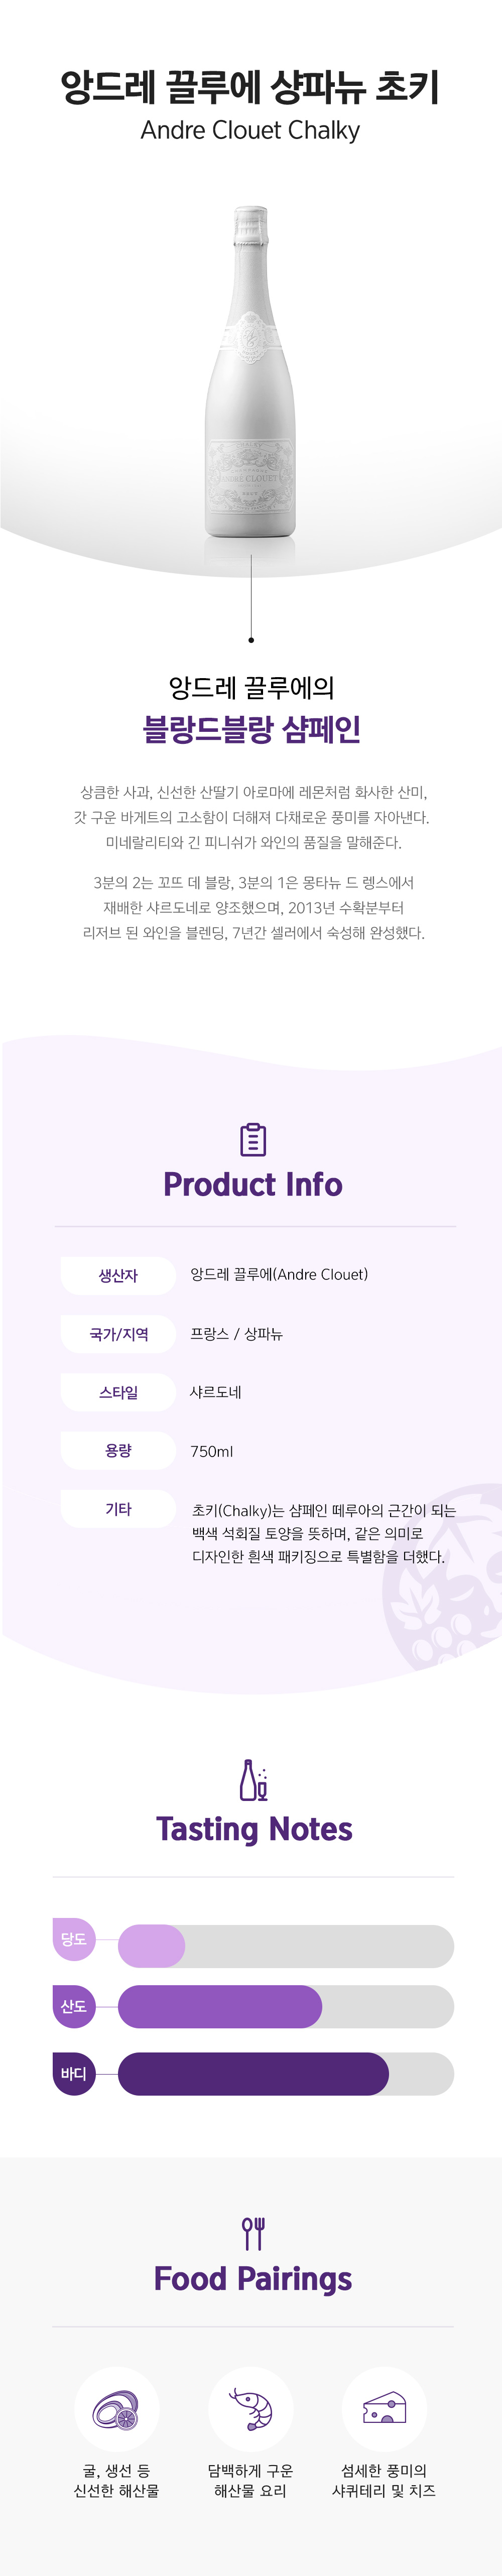 앙드레 끌루에 샹파뉴 초키
Andre Clouet Chalky
ANDRÉ CLOUET
앙드레 끌루에의
블랑드블랑 샴페인
상큼한 사과, 신선한 산딸기 아로마에 레몬처럼 화사한 산미,
갓 구운 바게트의 고소함이 더해져 다채로운 풍미를 자아낸다.
미네랄리티와 긴 피니쉬가 와인의 품질을 말해준다.
3분의 2는 꼬뜨 데 블랑, 3분의 1은 몽타뉴 드 렝스에서
재배한 샤르도네로 양조했으며, 2013년 수확분부터
리저브 된 와인을 블렌딩, 7년간 셀러에서 숙성해 완성했다.
Product Info
생산자 앙드레 끌루에(Andre Clouet)
국가/지역 프랑스 / 상파뉴
스타일 샤르도네
용량 750ml
기타 초키(Chalky)는 샴페인 떼루아의 근간이 되는
백색 석회질 토양을 뜻하며, 같은 의미로
디자인한 흰색 패키징으로 특별함을 더했다.
Tasting Notes
당도
산도
바디
Food Pairings
굴, 생선 등
신선한 해산물
담백하게 구운
해산물 요리
섬세한 풍미의
샤퀴테리 및 치즈